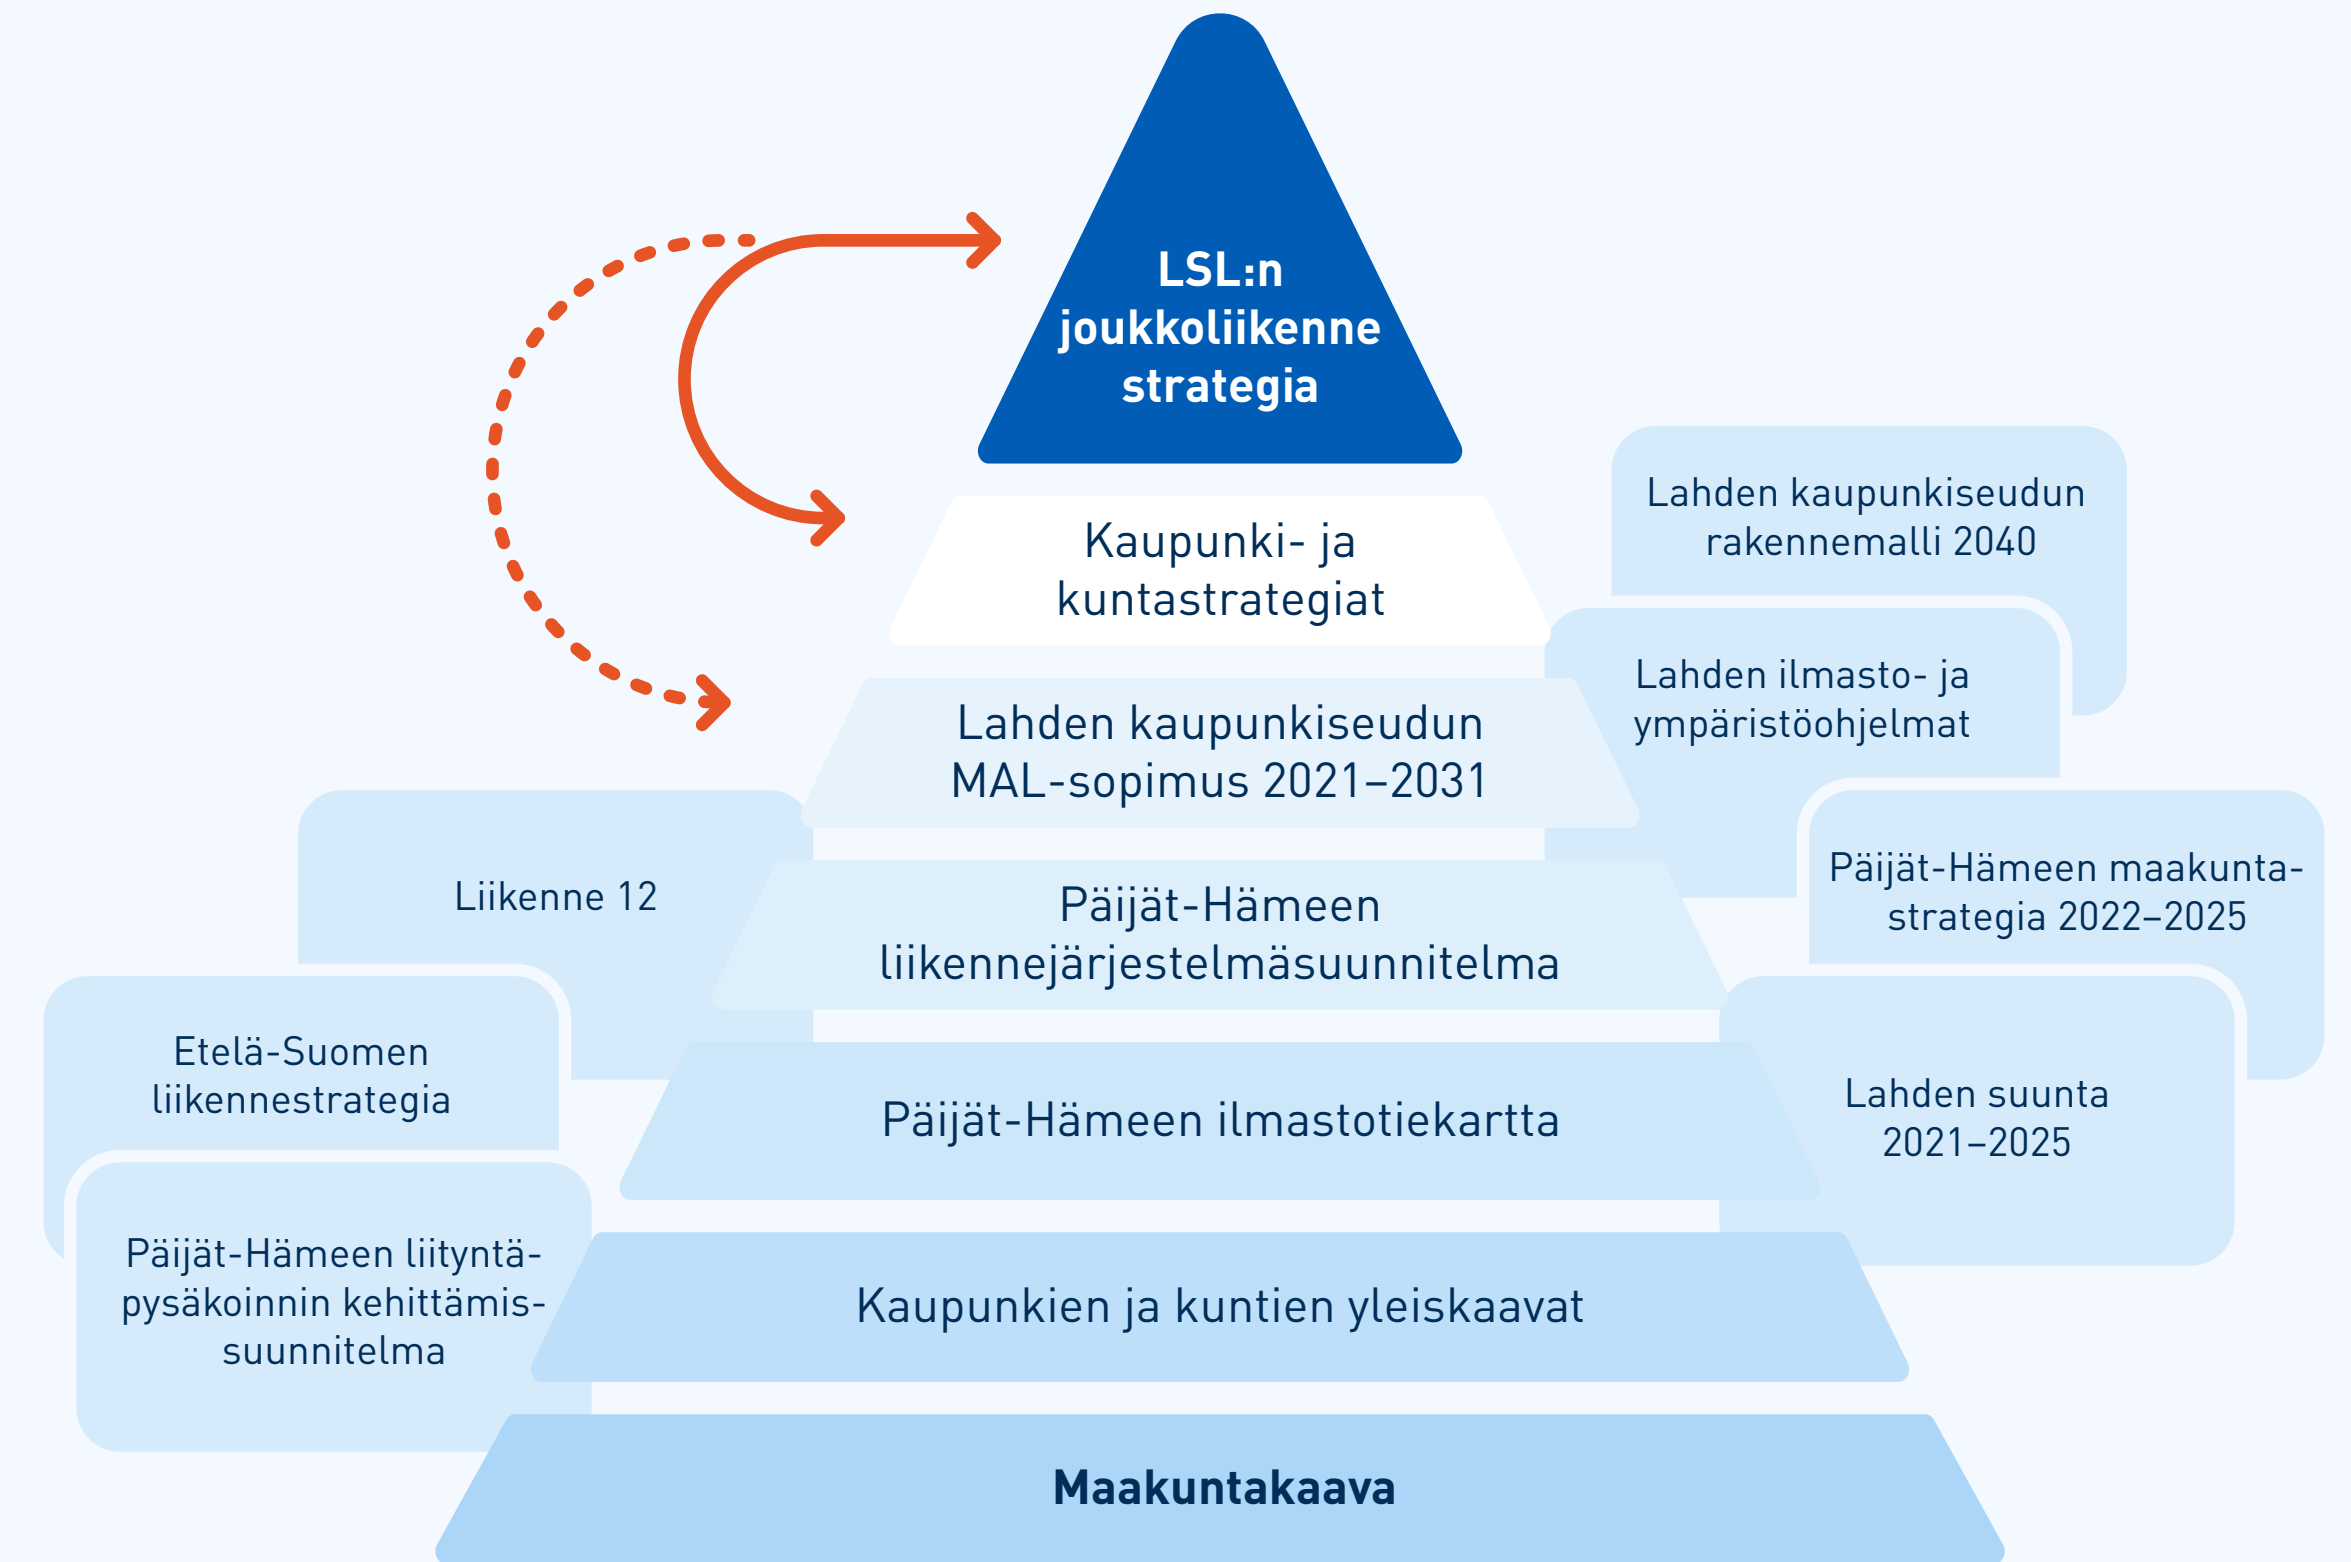 LSL:n
joukkoliikenne
strategia
Kaupunki- ja
kuntastrategiat
Lahden kaupunkiseudun
MAL-sopimus 2021–2031
Päijät-Hämeen
liikennejärjestelmäsuunnitelma
Päijät-Hämeen ilmastotiekartta
Kaupunkien ja kuntien yleiskaavat
Maakuntakaava
Liikenne 12
Etelä-Suomen
liikennestrategia
Päijät-Hämeen liityntä-
pysäkoinnin kehittämis-
suunnitelma
Lahden kaupunkiseudun
rakennemalli 2040
Lahden ilmasto- ja
ympäristöohjelmat
Päijät-Hämeen maakunta-
strategia 2022–2025
Lahden suunta
2021–2025